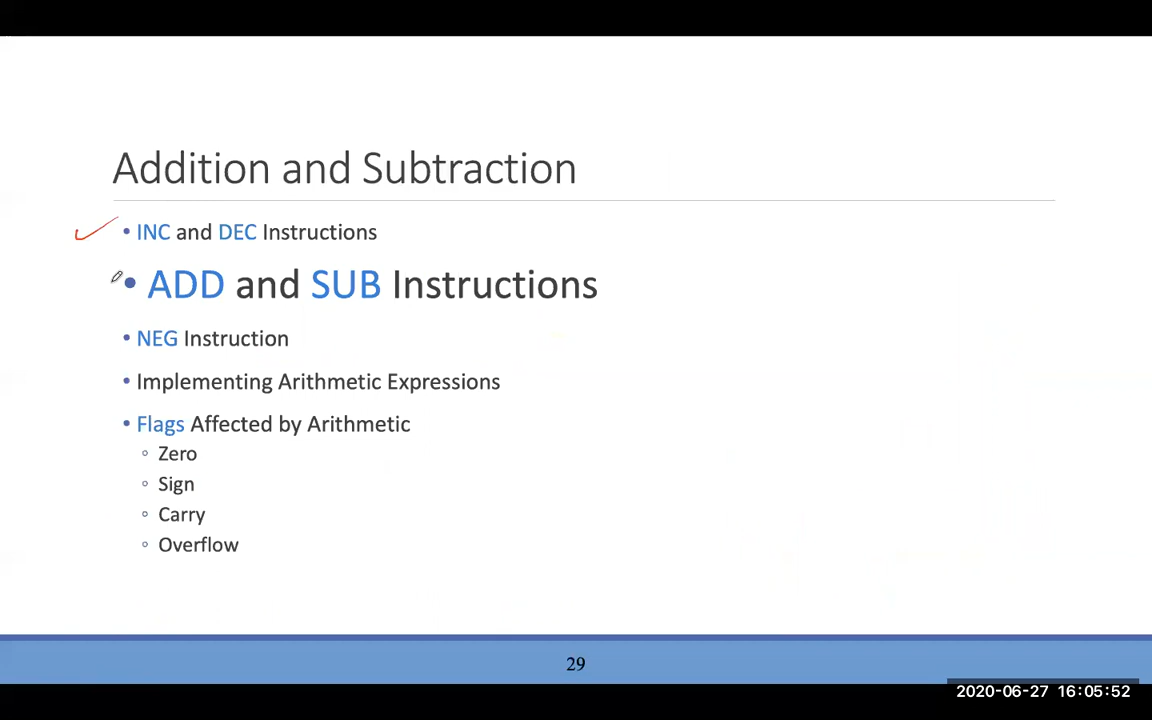 Addition and Subtraction
• INC and DEC Instructions
• ADD and SUB Instructions
• NEG Instruction
• Implementing Arithmetic Expressions
• Flags Affected by Arithmetic
◦ Zero
◦ Sign
◦ Carry
◦ Overflow
29
2020-06-27 16:05:52